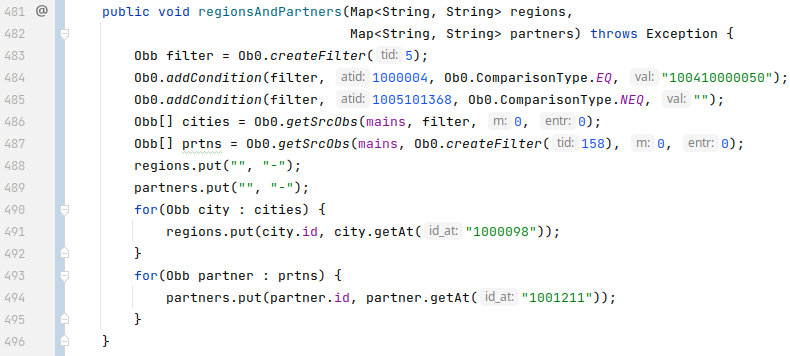 481 @ public void regionsAndPartners(Map<String, String> regions,
482 Map<String, String> partners) throws Exception {
483 Obb filter = Ob0.createFilter( tid: 5);
484 Ob0.addCondition(filter, atid: 1000004, Ob0.ComparisonType.EQ, val: "100410000050");
485 Ob0.addCondition(filter, atid: 1005101368, Ob0.ComparisonType.NEQ, val: "");
486 Obb[] cities = Ob0.getSrcObs(mains, filter, m: 0, entr: 0);
487 Obb[] prtns = Ob0.getSrcObs(mains, Ob0.createFilter( tid: 158), m: 0, entr: 0);
488 regions.put("", "-");
489 partners.put("", "-");
490 for(Obb city : cities) {
491 regions.put(city.id, city.getAt( id_at: "1000098"));
492 }
493 for(Obb partner : prtns) {
494 partners.put(partner.id, partner.getAt( id_at: "1001211"));
495 }
496 }